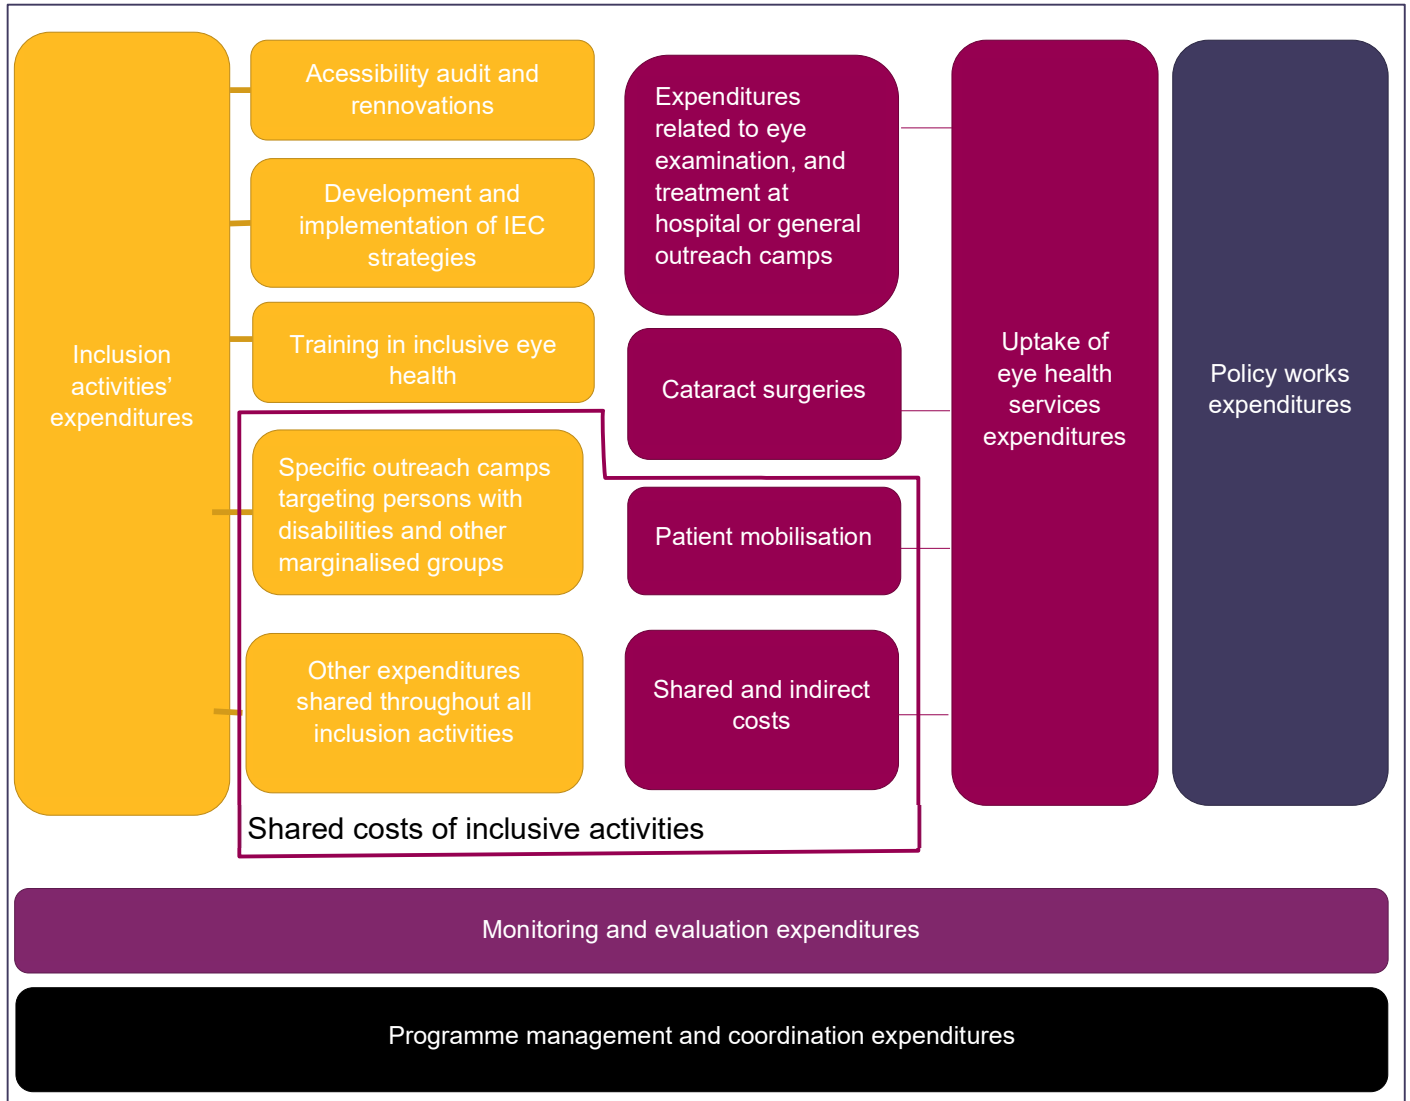 Inclusion
activities’
expenditures
Acessibility audit and
rennovations
Development and
implementation of IEC
strategies
Training in inclusive eye
health
Specific outreach camps
targeting persons with
disabilities and other
marginalised groups
Other expenditures
shared throughout all
inclusion activities
Expenditures
related to eye
examination, and
treatment at
hospital or general
outreach camps
Cataract surgeries
Patient mobilisation
Shared and indirect
costs
Shared costs of inclusive activities
Uptake of
eye health
services
expenditures
Policy works
expenditures
Monitoring and evaluation expenditures
Programme management and coordination expenditures